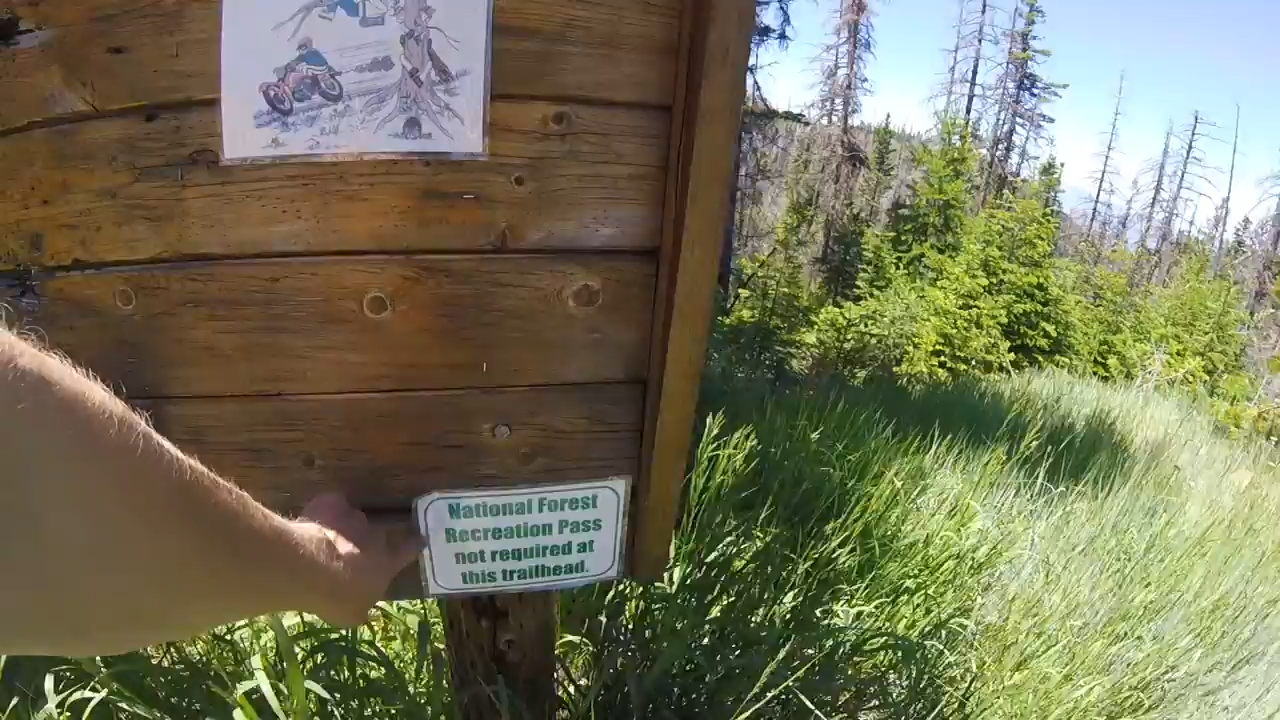 National Forest
Recreation Pass
not required at
this trailhead.